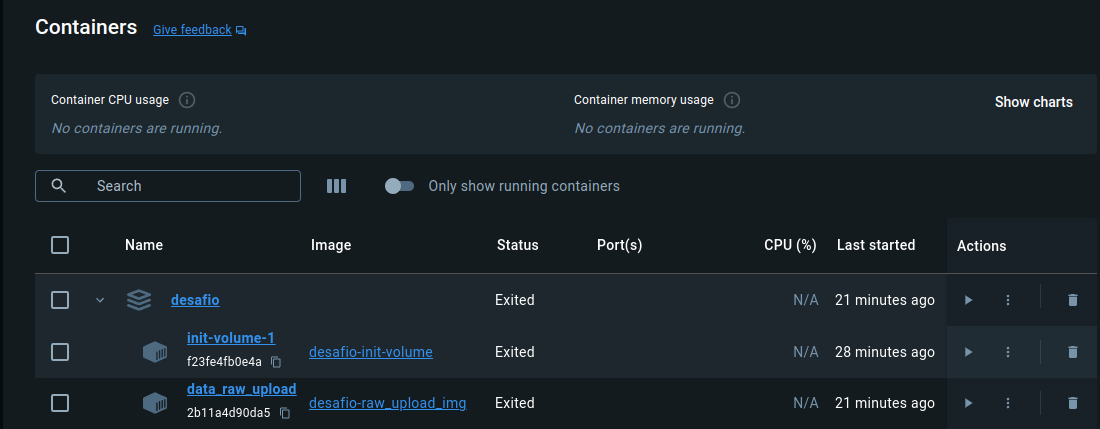 Containers Give feedback
Container CPU usage Container memory usage Show charts
No containers are running. No containers are running.
Search Only show running containers
Name Image Status Port(s) CPU (%) Last started Actions
desafio Exited N/A 21 minutes ago
init-volume-1
f23fe4fb0e4a desafio-init-volume Exited N/A 28 minutes ago
data_raw_upload
2b11a4d90da5 desafio-raw_upload_img Exited N/A 21 minutes ago